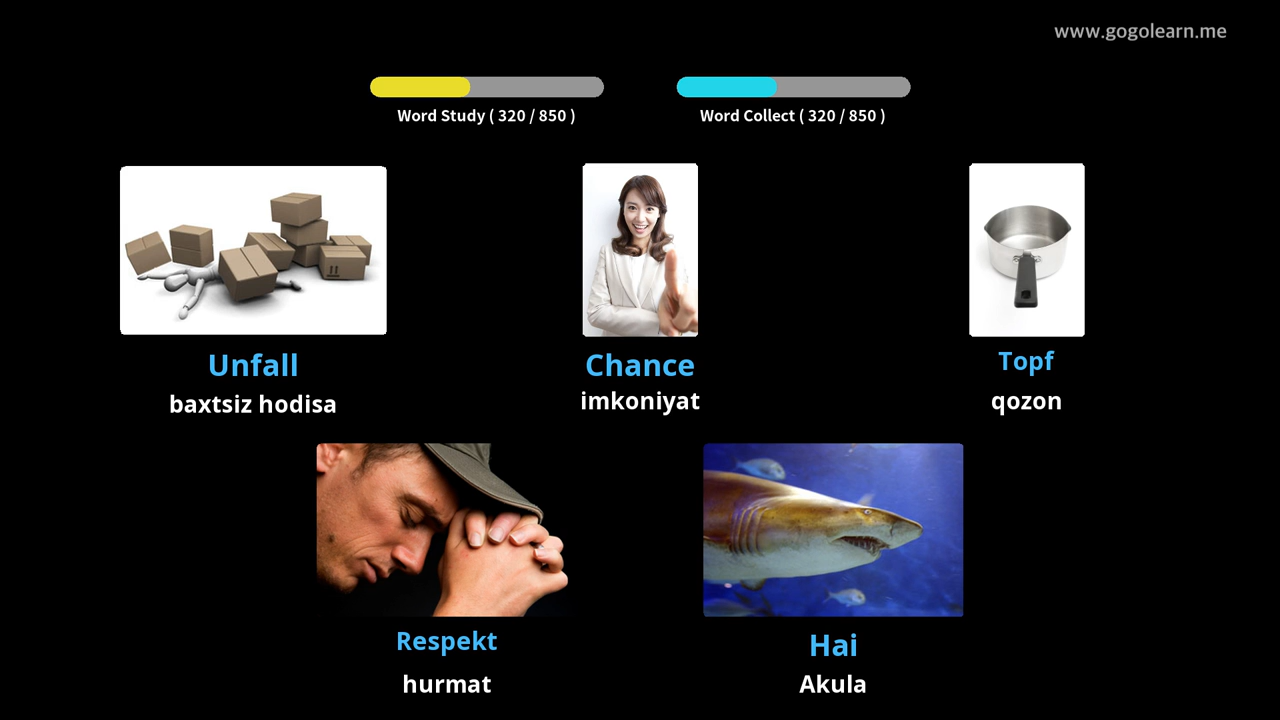 www.gogolearn.me
Word Study ( 320 / 850 )
Word Collect ( 320 / 850 )
Unfall
baxtsiz hodisa
Chance
imkoniyat
Topf
qozon
Respekt
hurmat
Hai
Akula